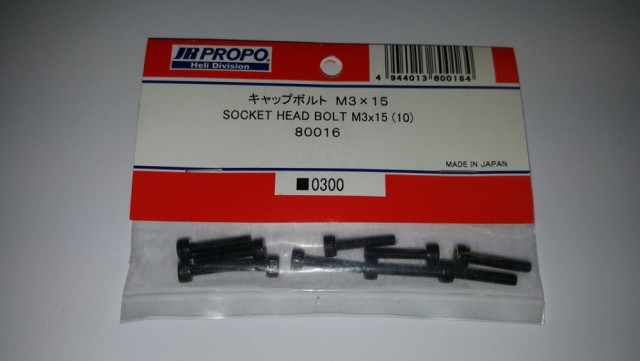 JR PROPO.
Heli Division
4 944013 800164
キャップボルト M3×15
SOCKET HEAD BOLT M3x15 (10)
80016
MADE IN JAPAN
■0300